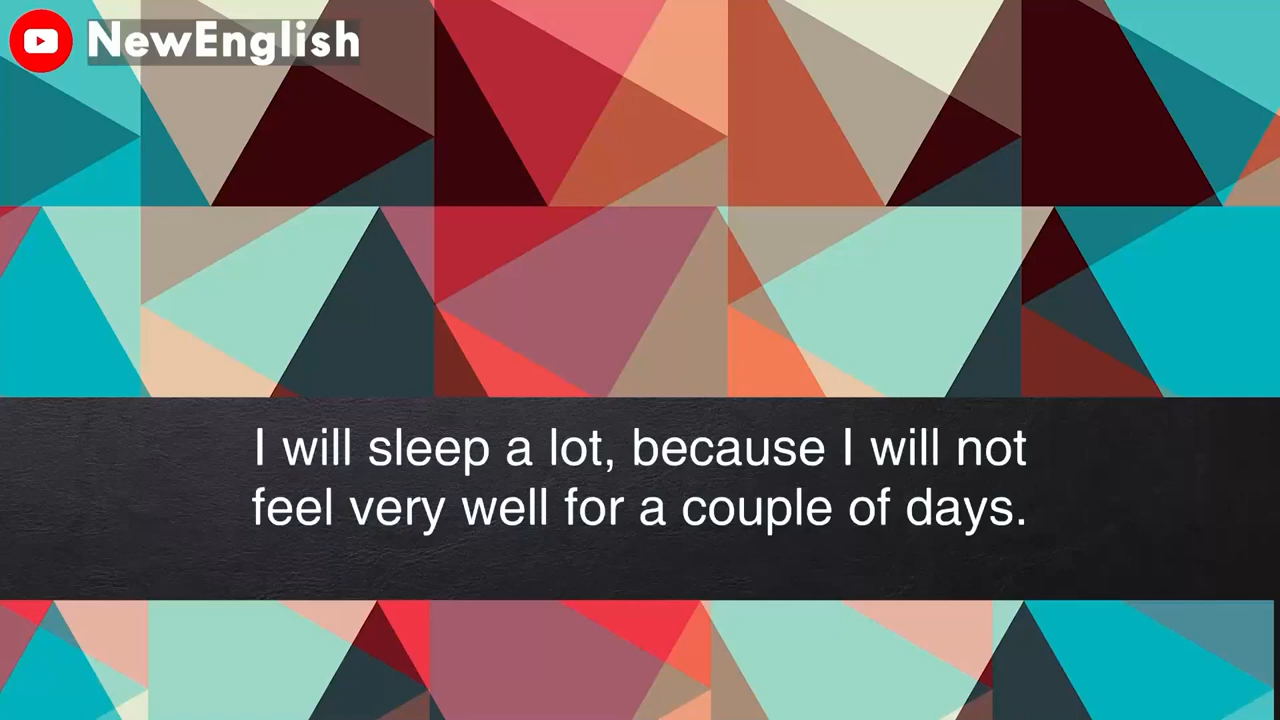 NewEnglish
I will sleep a lot, because I will not
feel very well for a couple of days.